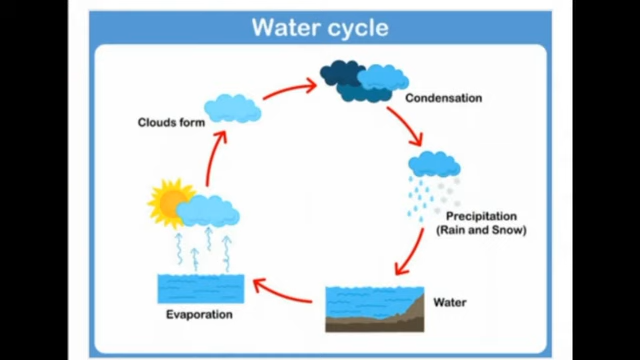 Water cycle
Condensation
Clouds form
Precipitation
(Rain and Snow)
Water
Evaporation